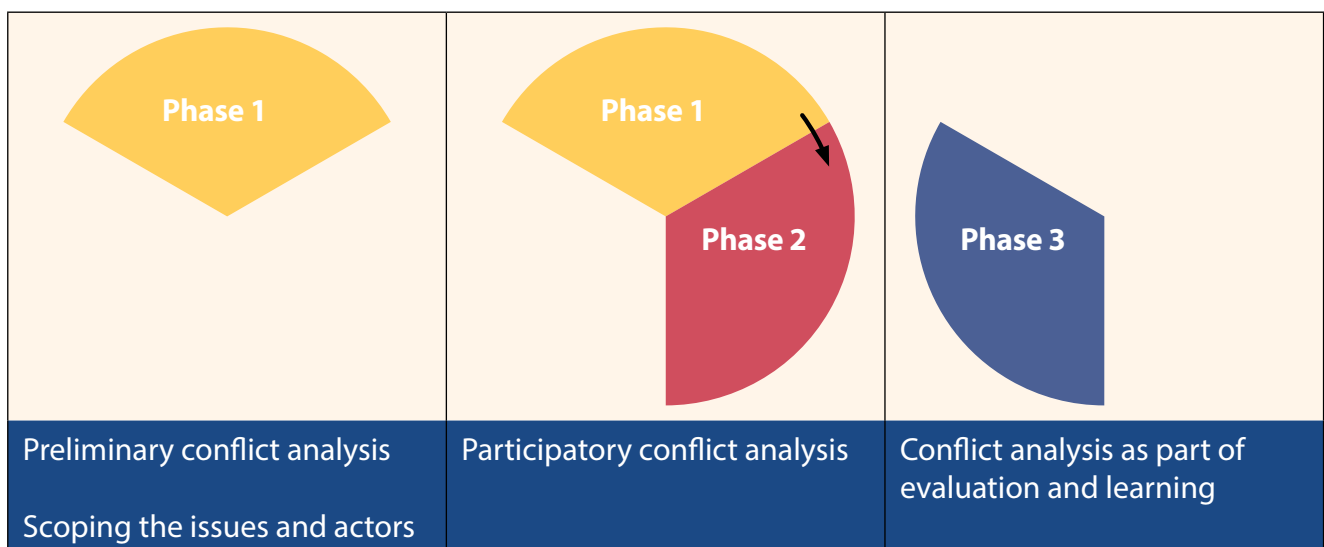 Phase 1
Phase 1
Phase 2
Phase 3
Preliminary conflict analysis
Scoping the issues and actors
Participatory conflict analysis
Conflict analysis as part of
evaluation and learning